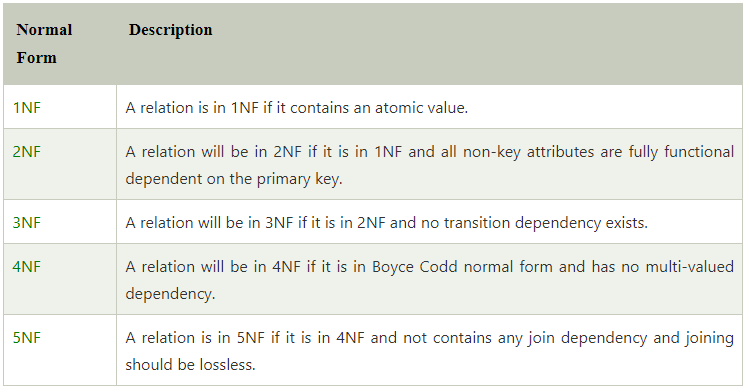 Normal Description
Form
1NF A relation is in 1NF if it contains an atomic value.
2NF A relation will be in 2NF if it is in 1NF and all non-key attributes are fully functional
dependent on the primary key.
3NF A relation will be in 3NF if it is in 2NF and no transition dependency exists.
4NF A relation will be in 4NF if it is in Boyce Codd normal form and has no multi-valued
dependency.
5NF A relation is in 5NF if it is in 4NF and not contains any join dependency and joining
should be lossless.